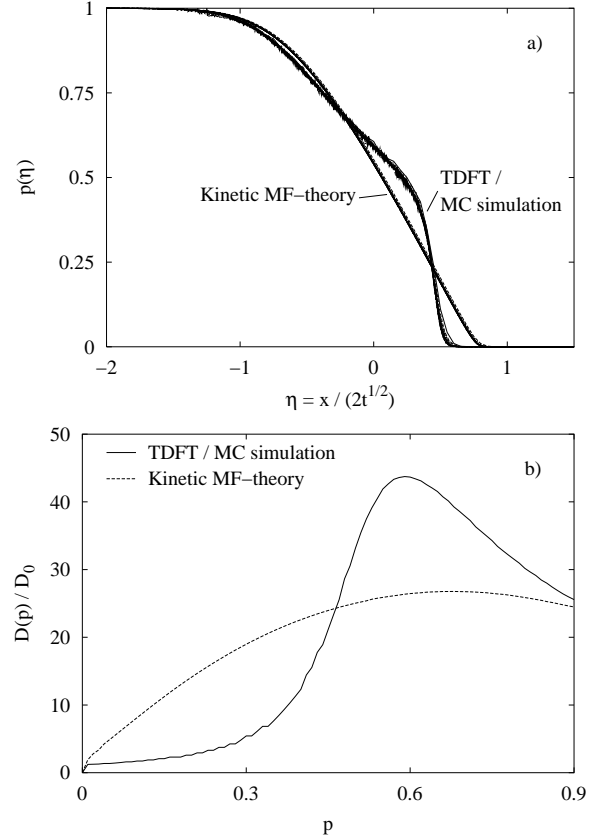 1
0.75
0.5
0.25
0
p(η)
a)
TDFT /
MC simulation
Kinetic MF−theory
−2 −1 0 1
η = x / (2t^{1/2})
50
40
30
20
10
0
D(p) / D_0
TDFT / MC simulation
Kinetic MF−theory
b)
0 0.3 0.6 0.9
p